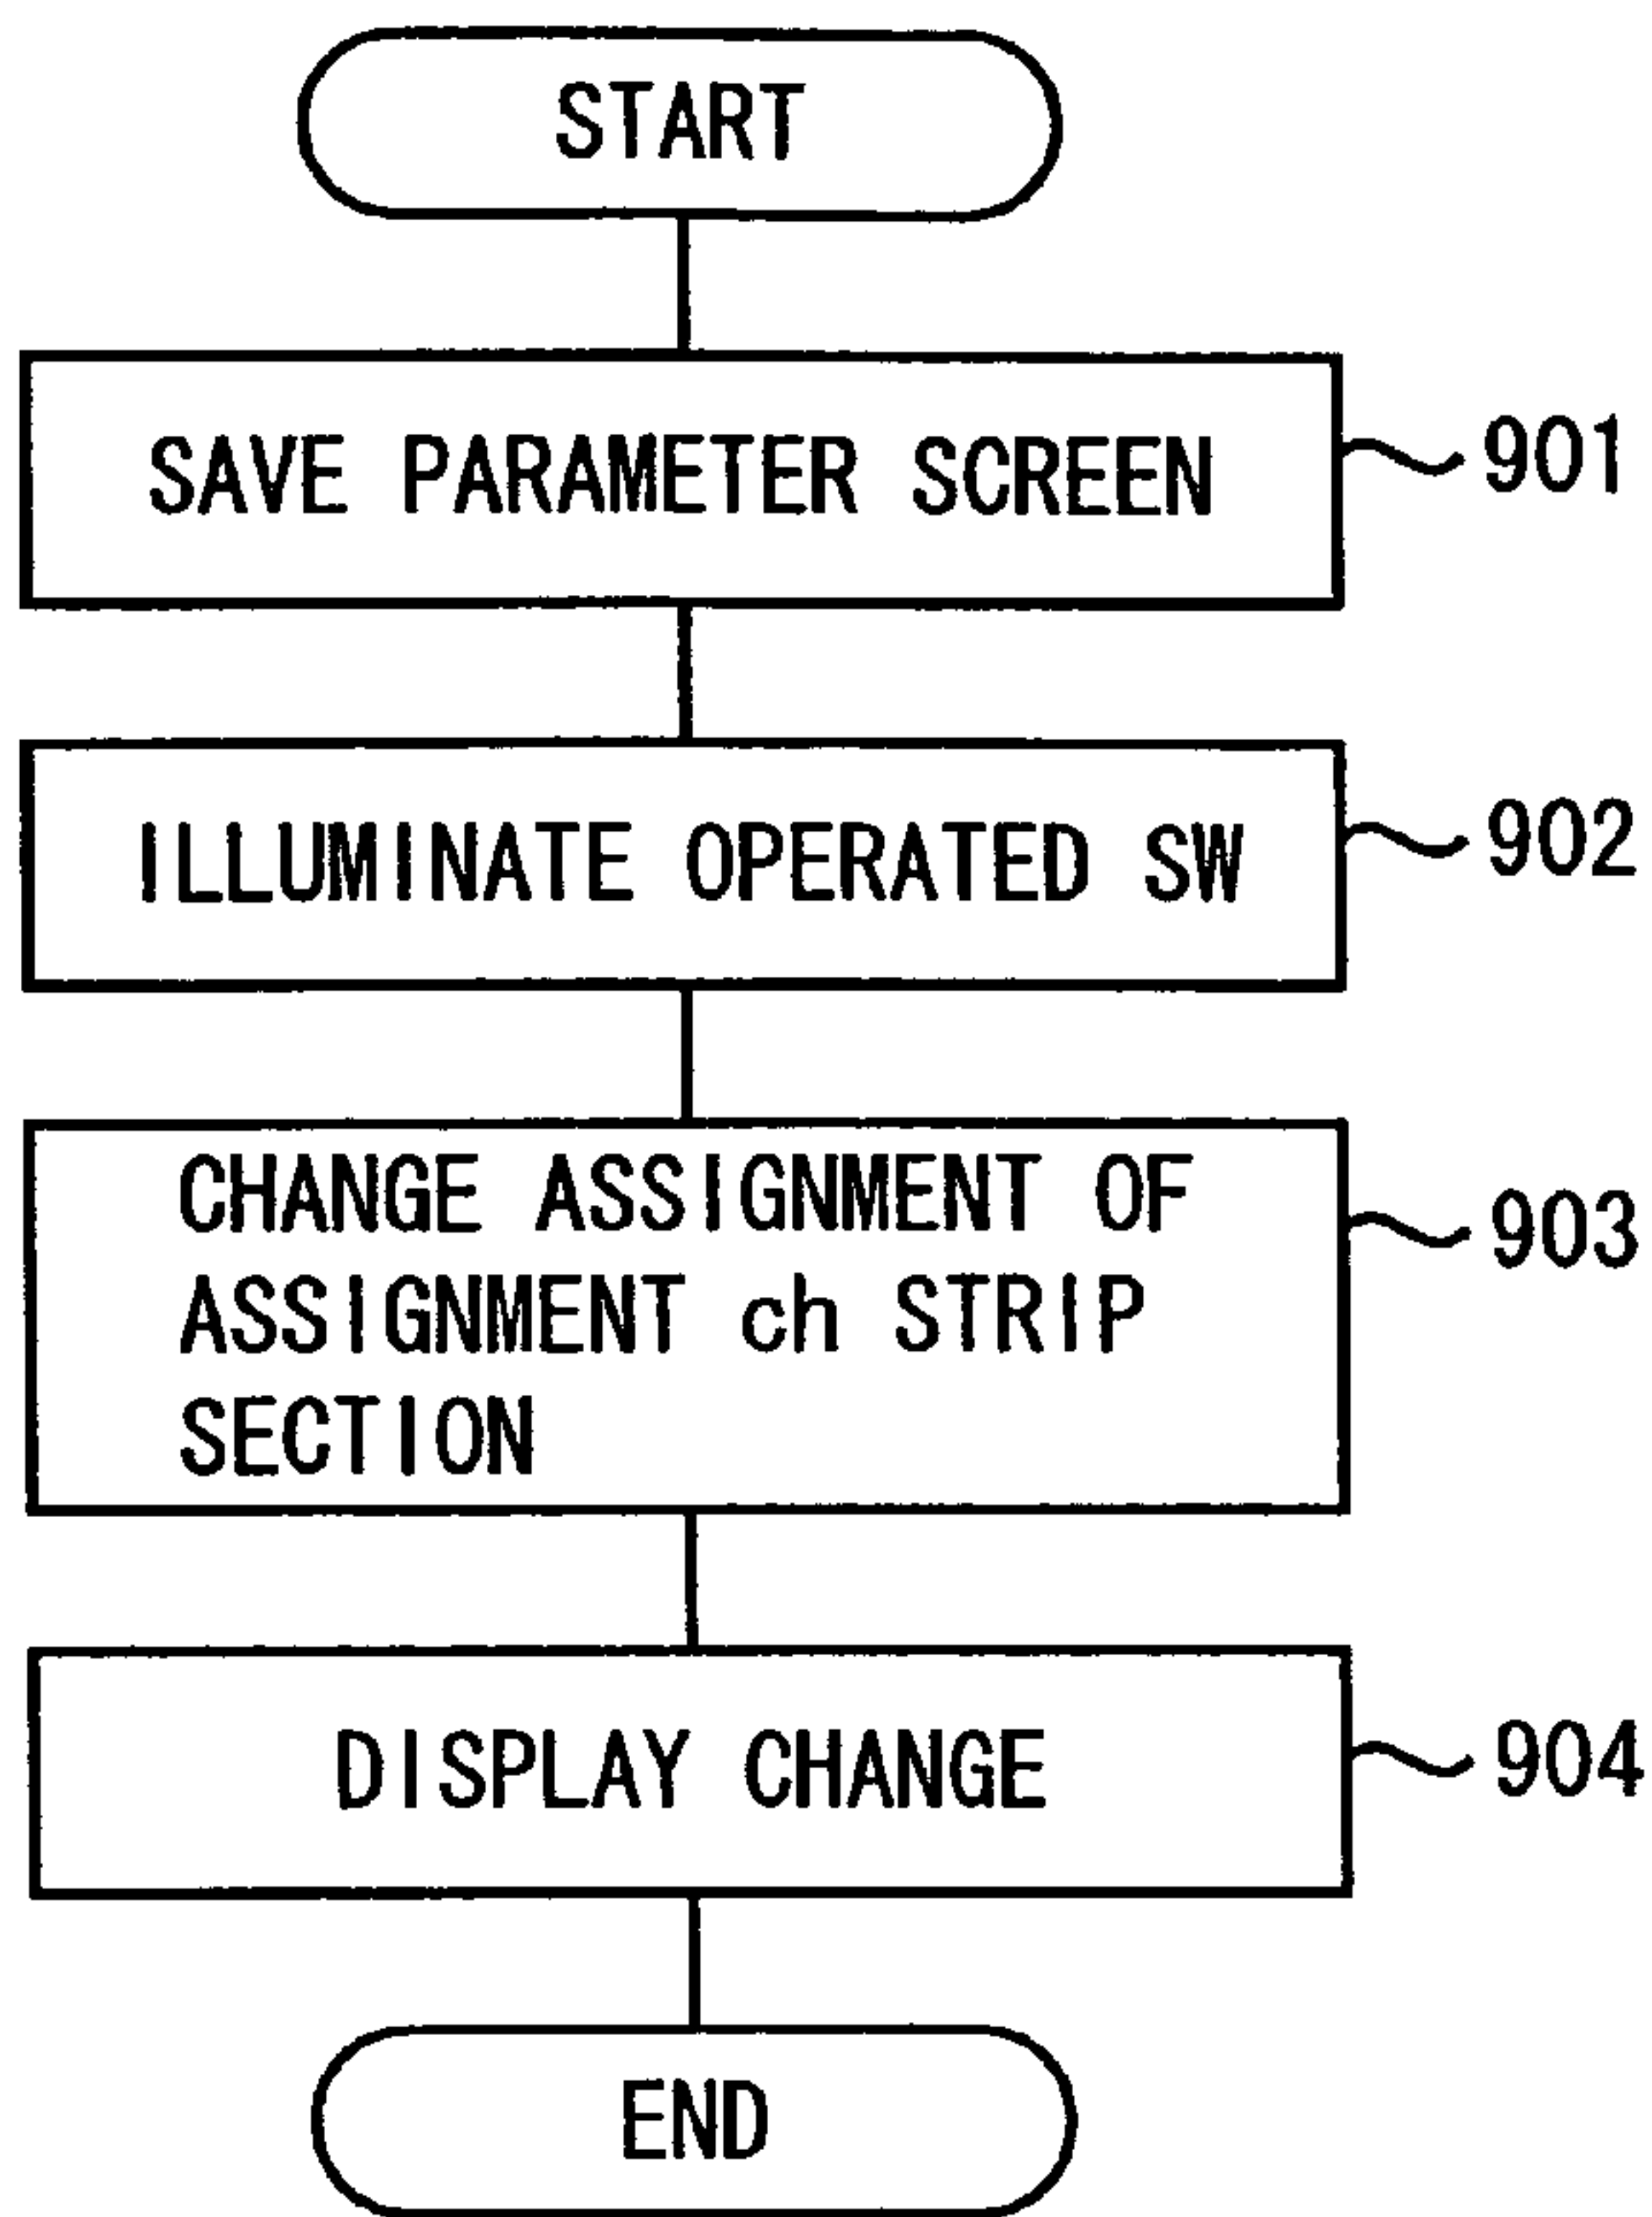 START
SAVE PARAMETER SCREEN
901
ILLUMINATE OPERATED SW
902
CHANGE ASSIGNMENT OF
ASSIGNMENT ch STRIP
SECTION
903
DISPLAY CHANGE
904
END